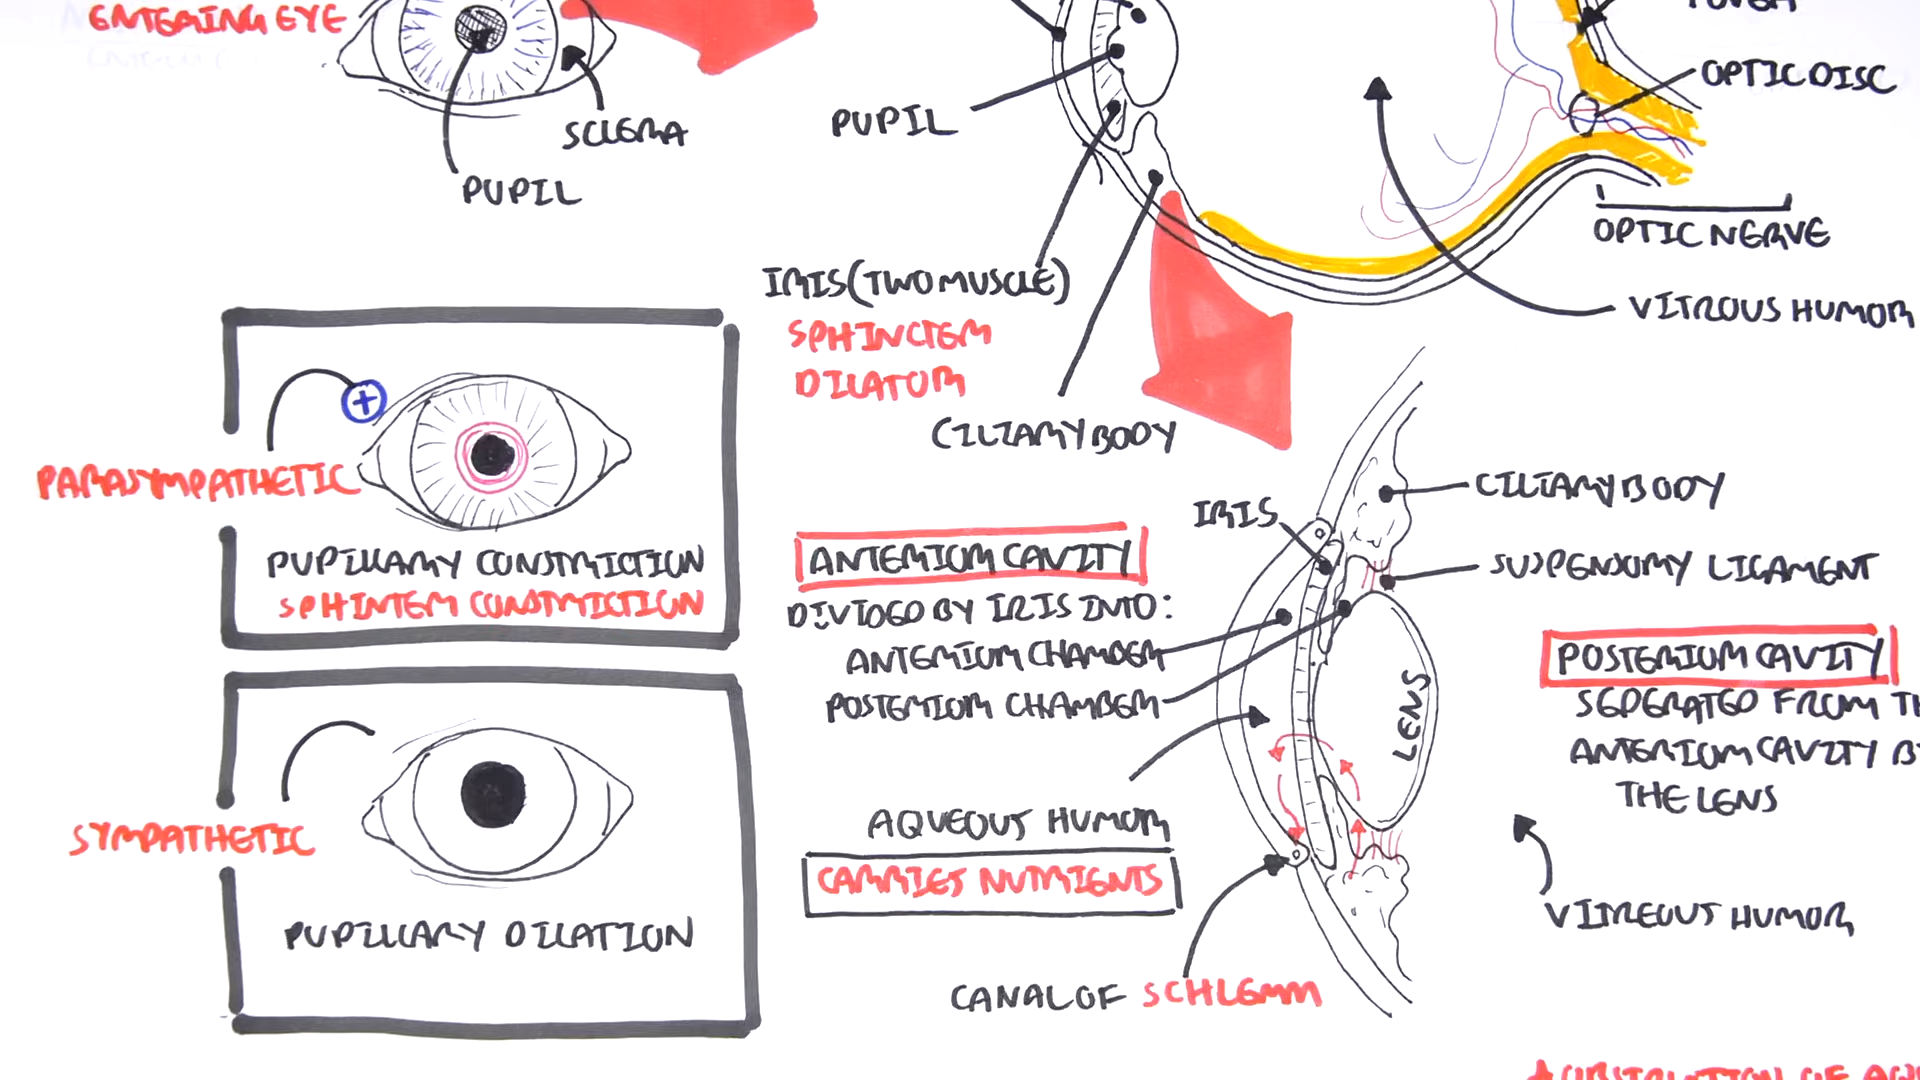 ENTERING EYE
SCLERA
PUPIL
PUPIL
OPTIC DISC
OPTIC NERVE
VITROUS HUMOR
IRIS (TWO MUSCLE)
SPHINCTER
DILATOR
CILIARY BODY
PARASYMPATHETIC
+
PUPILLARY CONSTRICTION
SPHINTER CONSTRICTION
SYMPATHETIC
PUPILLARY DILATION
ANTERIOR CAVITY
DIVIDED BY IRIS INTO:
ANTERIOR CHAMBER
POSTERIOR CHAMBER
AQUEOUS HUMOR
CARRIES NUTRIENTS
CANAL OF SCHLEMM
IRIS
CILIARY BODY
SUSPENSORY LIGAMENT
LENS
POSTERIOR CAVITY
SEPERATED FROM TH
ANTERIOR CAVITY B
THE LENS
VITREOUS HUMOR